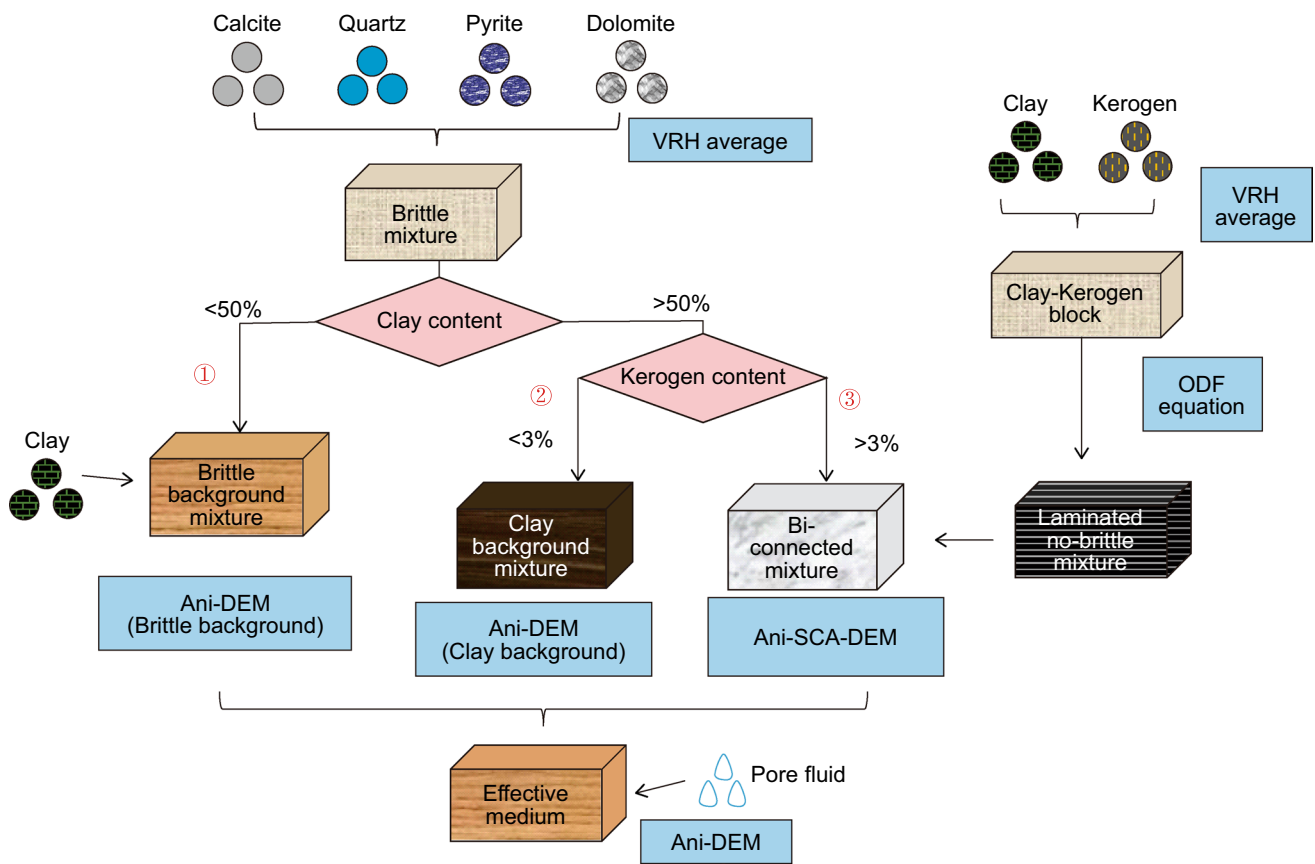 Calcite
Quartz
Pyrite
Dolomite
VRH average
Clay
Kerogen
VRH
average
Brittle
mixture
Clay-Kerogen
block
<50%
Clay content
>50%
①
②
Kerogen content
③
ODF
equation
<3%
>3%
Clay
Brittle
background
mixture
Clay
background
mixture
Bi-
connected
mixture
Laminated
no-brittle
mixture
Ani-DEM
(Brittle background)
Ani-DEM
(Clay background)
Ani-SCA-DEM
Effective
medium
Pore fluid
Ani-DEM